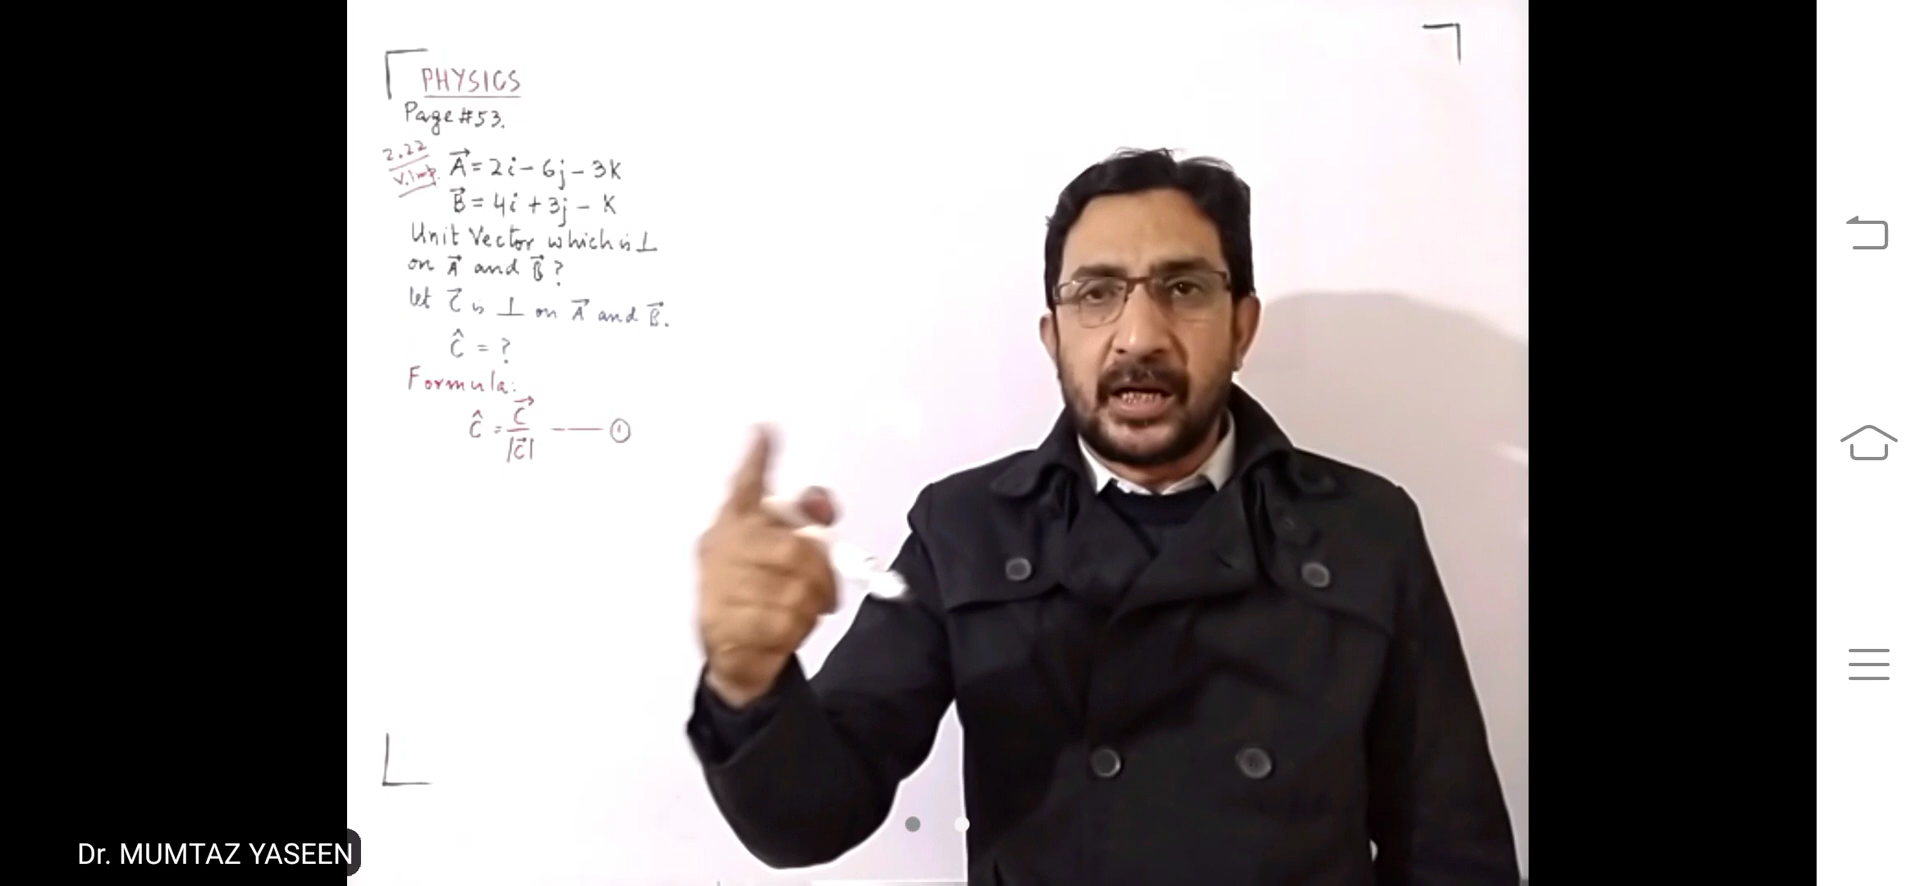 PHYSICS
Page #53.
2.22
V.Imp.
A⃗ = 2i - 6j - 3K
B⃗ = 4i + 3j - K
Unit Vector which is ⊥
on A⃗ and B⃗ ?
let C⃗ is ⊥ on A⃗ and B⃗.
Ĉ = ?
Formula:
Ĉ = C⃗ / |C⃗| —— ①
Dr. MUMTAZ YASEEN